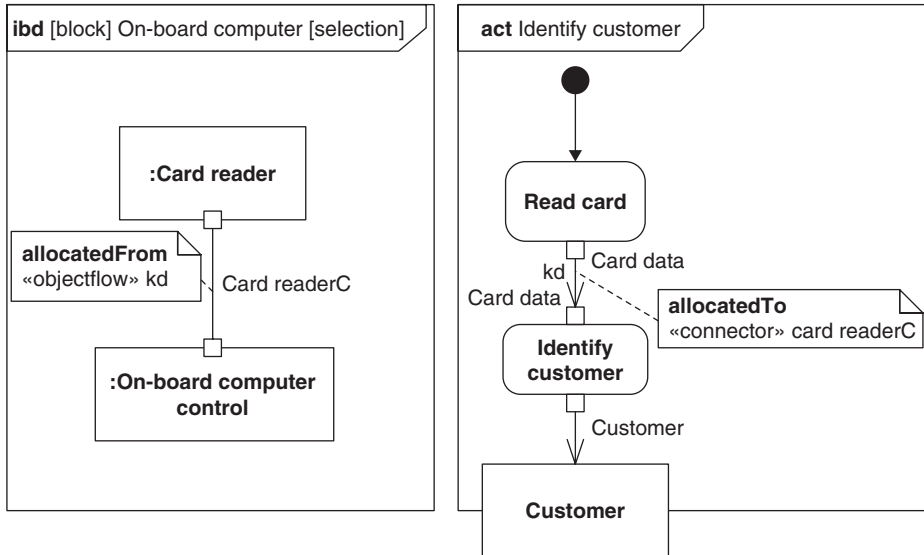 ibd [block] On-board computer [selection]
:Card reader
allocatedFrom
«objectflow» kd
Card readerC
:On-board computer
control
act Identify customer
Read card
Card data
kd
Card data
allocatedTo
«connector» card readerC
Identify
customer
Customer
Customer